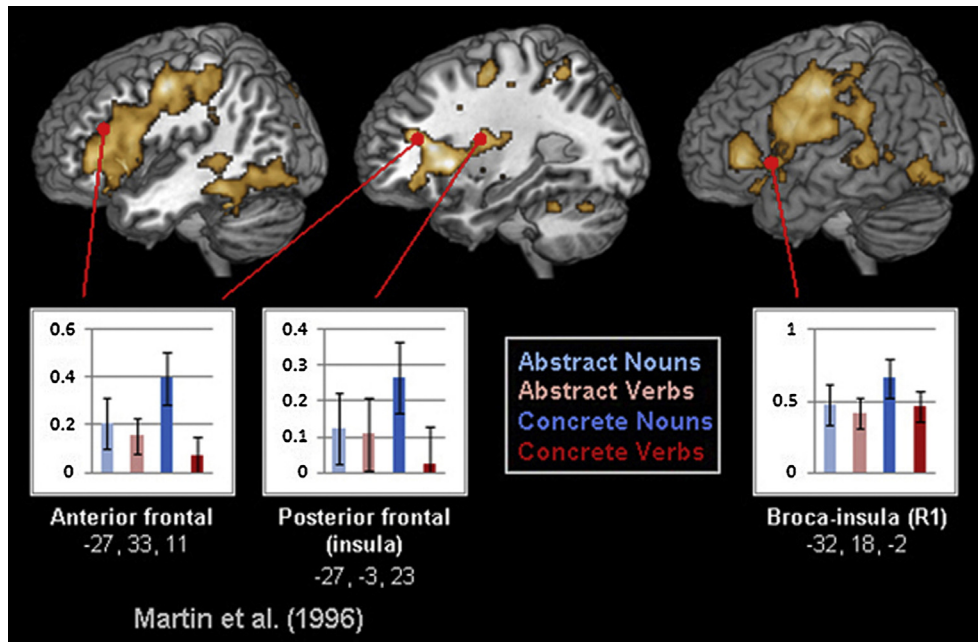 0.6
0.4
0.2
0
0.4
0.3
0.2
0.1
0
Abstract Nouns
Abstract Verbs
Concrete Nouns
Concrete Verbs
1
0.5
0
Anterior frontal
-27, 33, 11
Posterior frontal
(insula)
-27, -3, 23
Broca-insula (R1)
-32, 18, -2
Martin et al. (1996)